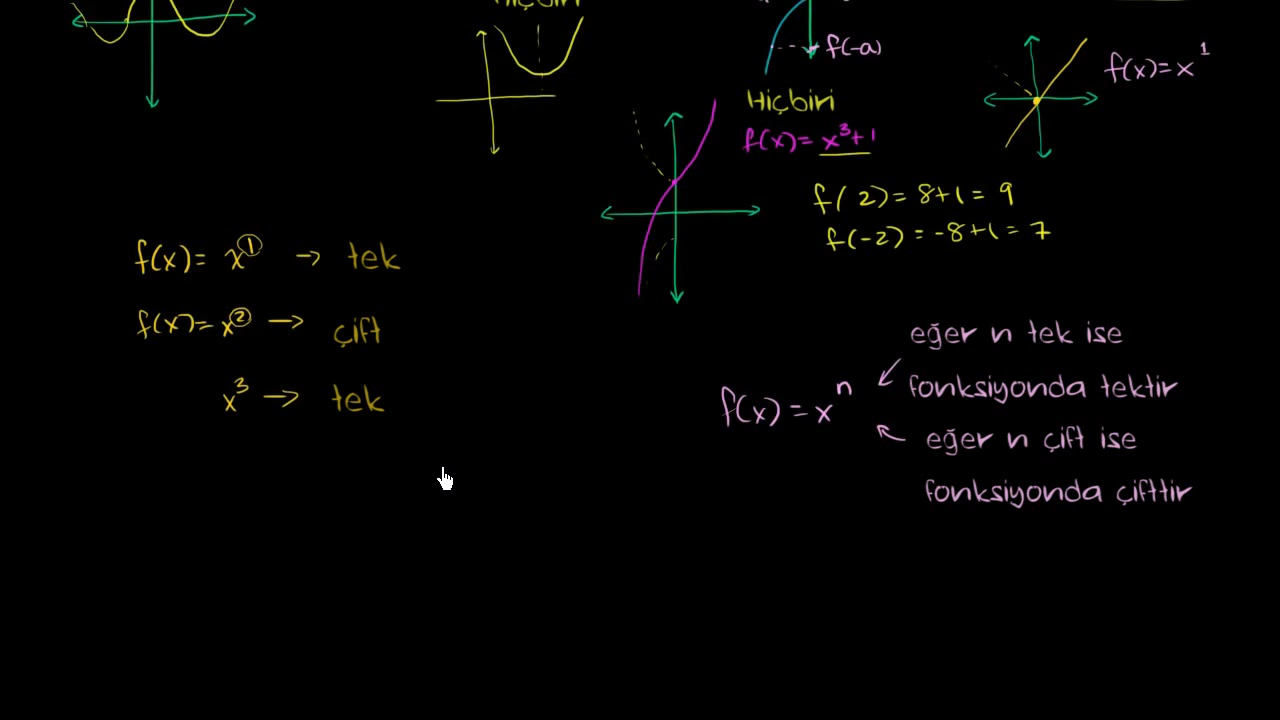 Hiçbiri
f(-a)
f(x)= x¹
Hiçbiri
f(x)= x³+1
f( 2)= 8+1= 9
f(-2) = -8+1= 7
f(x)= x¹ → tek
f(x)= x² → çift
x³ → tek
eğer n tek ise
fonksiyonda tektir
f(x) = xⁿ
eğer n çift ise
fonksiyonda çifttir